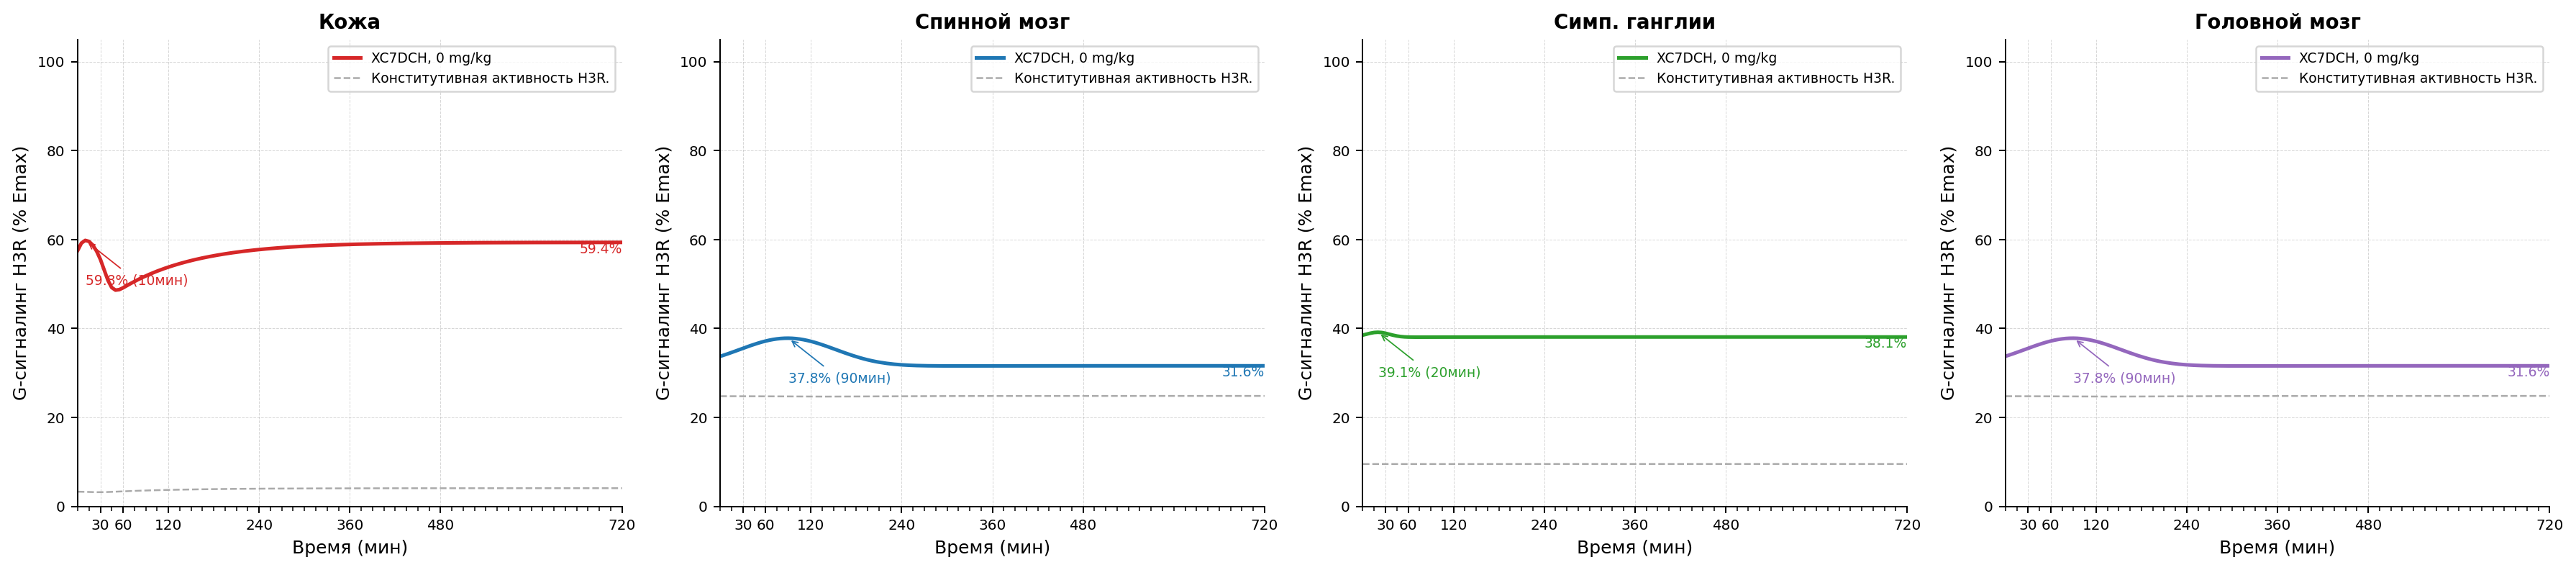 Кожа
G-сигналинг H3R (% Emax)
100
80
60
40
20
0
XC7DCH, 0 mg/kg
Конститутивная активность H3R.
59.8% (10мин)
59.4%
30 60 120 240 360 480 720
Время (мин)
Спинной мозг
G-сигналинг H3R (% Emax)
100
80
60
40
20
0
XC7DCH, 0 mg/kg
Конститутивная активность H3R.
37.8% (90мин)
31.6%
30 60 120 240 360 480 720
Время (мин)
Симп. ганглии
G-сигналинг H3R (% Emax)
100
80
60
40
20
0
XC7DCH, 0 mg/kg
Конститутивная активность H3R.
39.1% (20мин)
38.1%
30 60 120 240 360 480 720
Время (мин)
Головной мозг
G-сигналинг H3R (% Emax)
100
80
60
40
20
0
XC7DCH, 0 mg/kg
Конститутивная активность H3R.
37.8% (90мин)
31.6%
30 60 120 240 360 480 720
Время (мин)